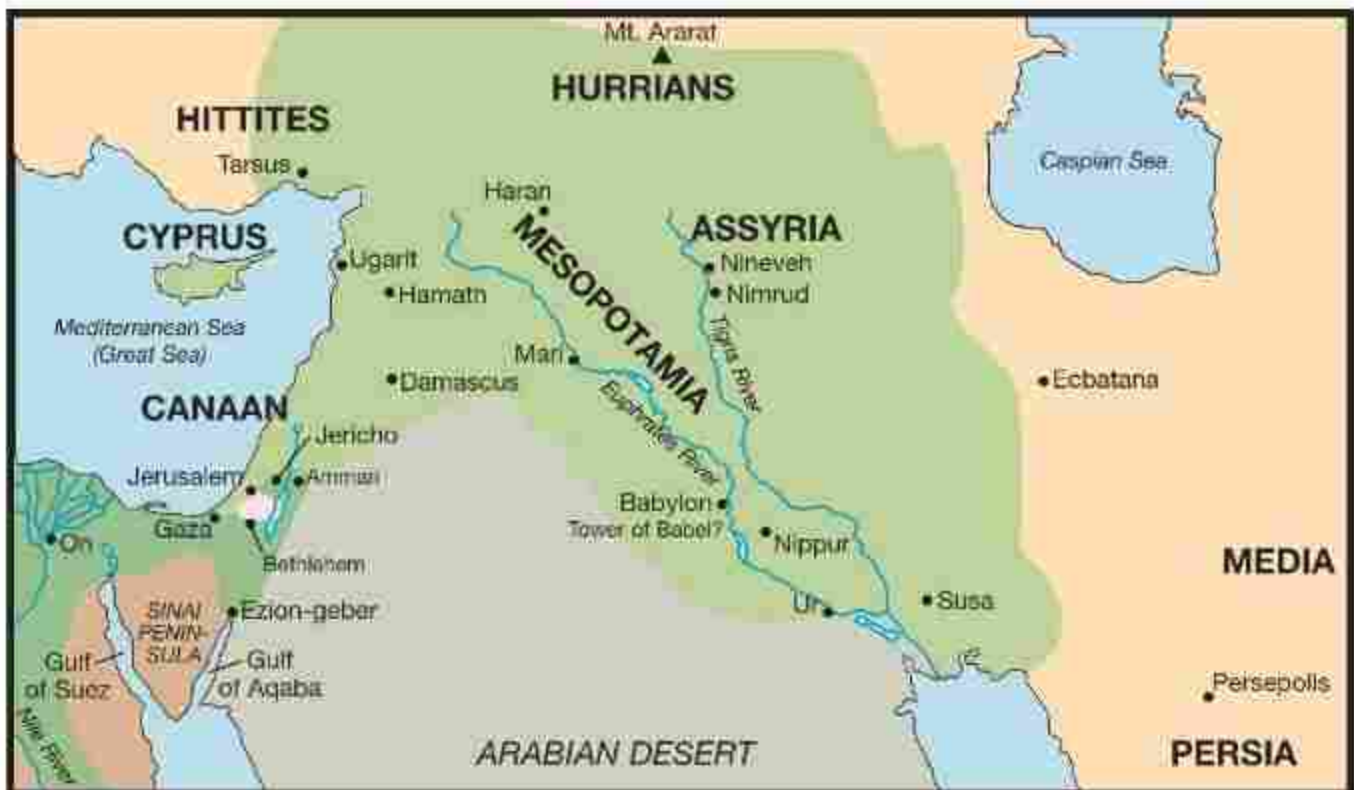 Mt. Ararat
HURRIANS
HITTITES
Tarsus
Caspian Sea
Haran
CYPRUS
MESOPOTAMIA
ASSYRIA
Ugarit
Nineveh
Hamath
Nimrud
Mediterranean Sea
(Great Sea)
Tigris River
Mari
Damascus
Ecbatana
CANAAN
Euphrates River
Jericho
Jerusalem
Amman
Babylon
Tower of Babel?
Gaza
On
Nippur
Bethlehem
MEDIA
SINAI
PENIN-
SULA
Ezion-geber
Ur
Susa
Gulf
of Suez
Gulf
of Aqaba
Persepolis
Nile River
ARABIAN DESERT
PERSIA